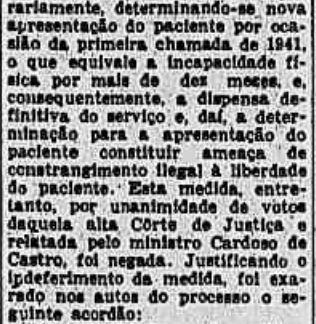 rariamente, determinando-se nova
apresentação do paciente por oca-
sião da primeira chamada de 1941,
o que equivale a incapacidade fí-
sica por mais de dez meses, e,
consequentemente, a dispensa de-
finitiva do serviço e, daí, a deter-
minação para a apresentação do
paciente constituir ameaça de
constrangimento ilegal à liberdade
do paciente. Esta medida, entre-
tanto, por unanimidade de votos
daquela alta Côrte de Justiça e
relatada pelo ministro Cardoso de
Castro, foi negada. Justificando o
indeferimento da medida, foi exa-
rado nos autos do processo o se-
guinte acordão: